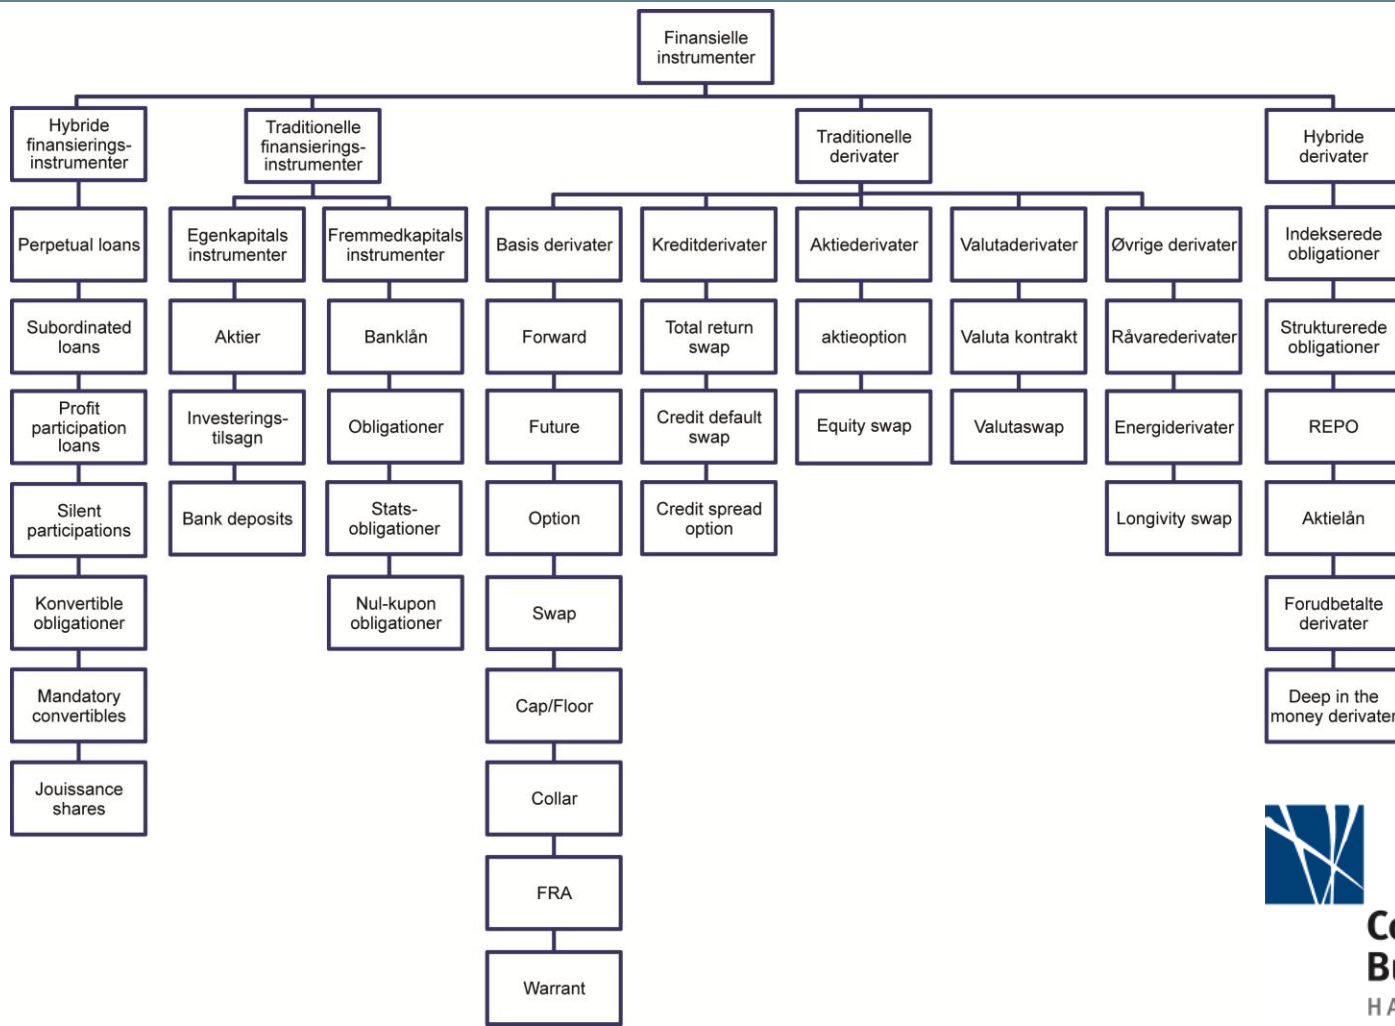 Finansielle
instrumenter
Hybride
finansierings-
instrumenter
Traditionelle
finansierings-
instrumenter
Traditionelle
derivater
Hybride
derivater
Perpetual loans
Egenkapitals
instrumenter
Fremmedkapitals
instrumenter
Basis derivater
Kreditderivater
Aktiederivater
Valutaderivater
Øvrige derivater
Indekserede
obligationer
Subordinated
loans
Aktier
Banklån
Forward
Total return
swap
aktieoption
Valuta kontrakt
Råvarederivater
Strukturerede
obligationer
Profit
participation
loans
Investerings-
tilsagn
Obligationer
Future
Credit default
swap
Equity swap
Valutaswap
Energiderivater
REPO
Silent
participations
Bank deposits
Stats-
obligationer
Option
Credit spread
option
Longivity swap
Aktielån
Konvertible
obligationer
Nul-kupon
obligationer
Swap
Forudbetalte
derivater
Mandatory
convertibles
Cap/Floor
Deep in the
money derivater
Jouissance
shares
Collar
FRA
Warrant